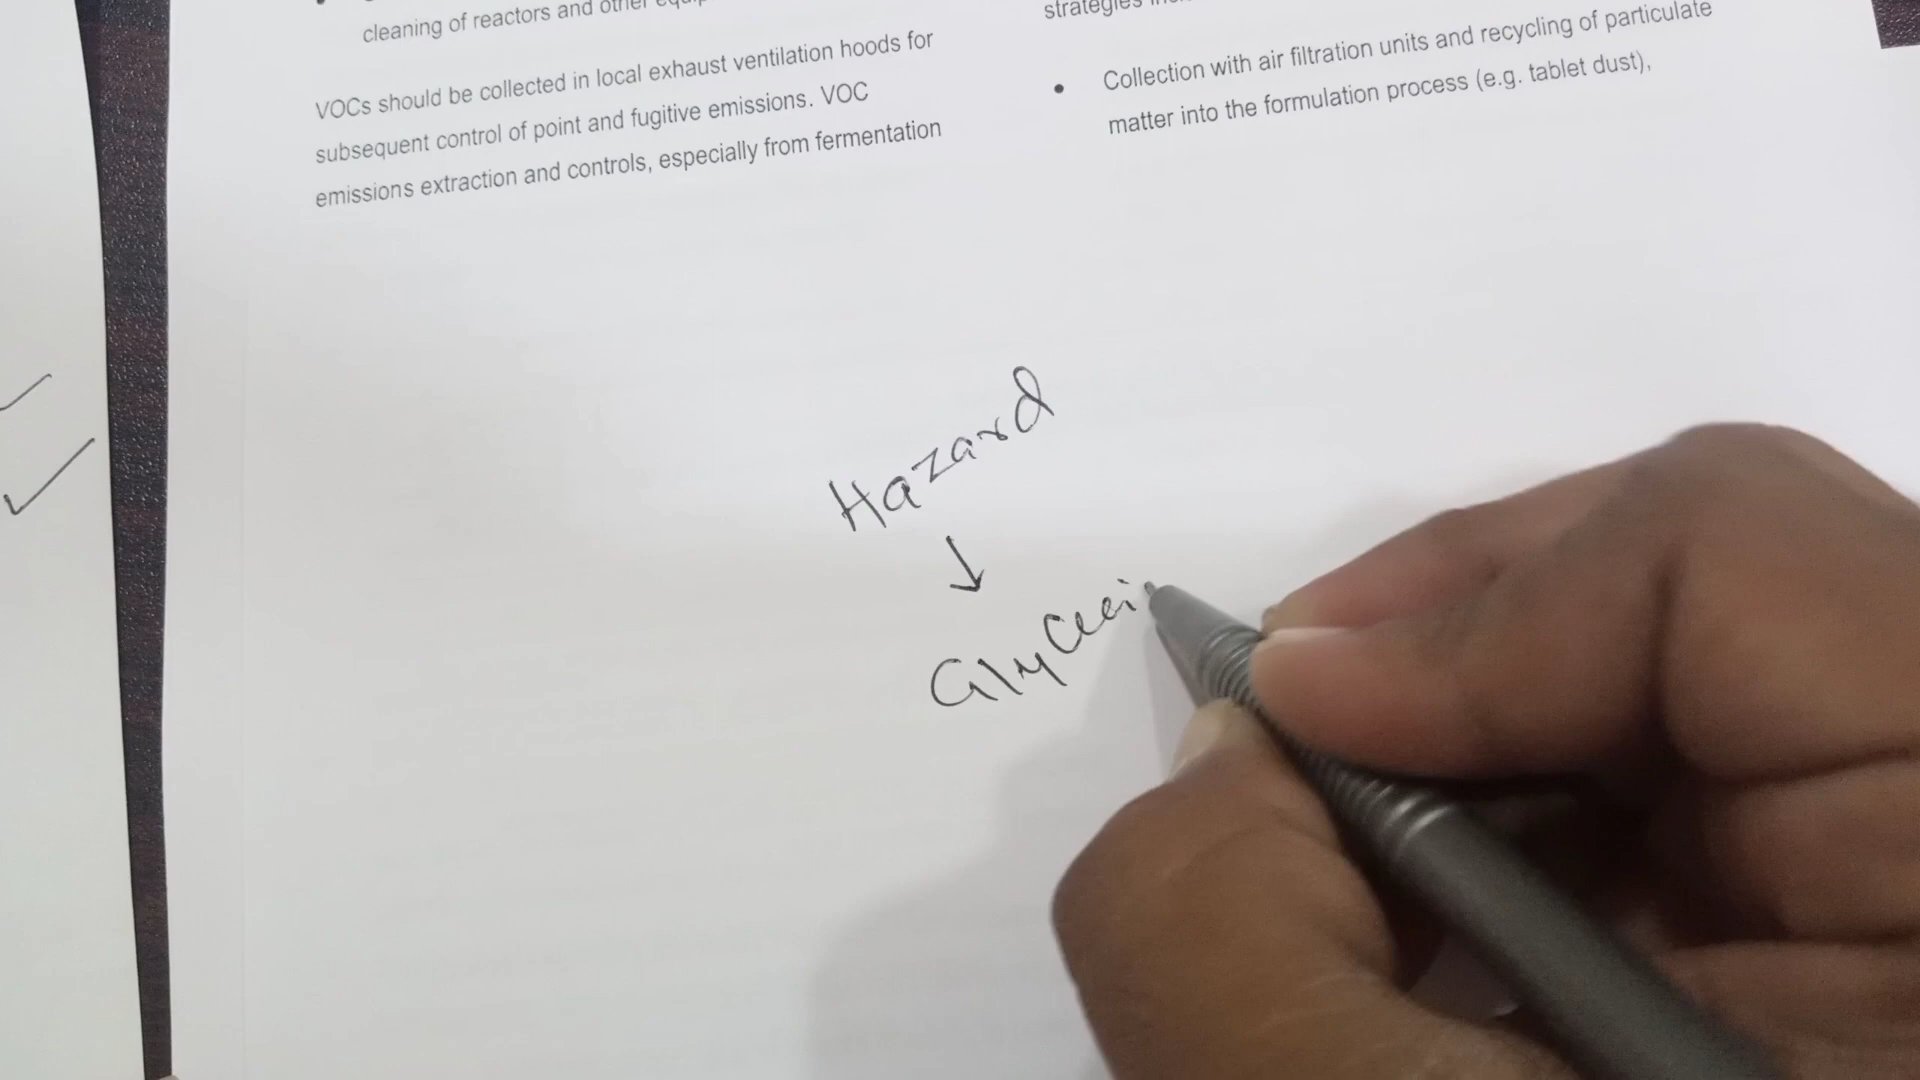 cleaning of reactors and other
VOCs should be collected in local exhaust ventilation hoods for
subsequent control of point and fugitive emissions. VOC
emissions extraction and controls, especially from fermentation
strategies
• Collection with air filtration units and recycling of particulate
matter into the formulation process (e.g. tablet dust),
Hazard
↓
Glyceri